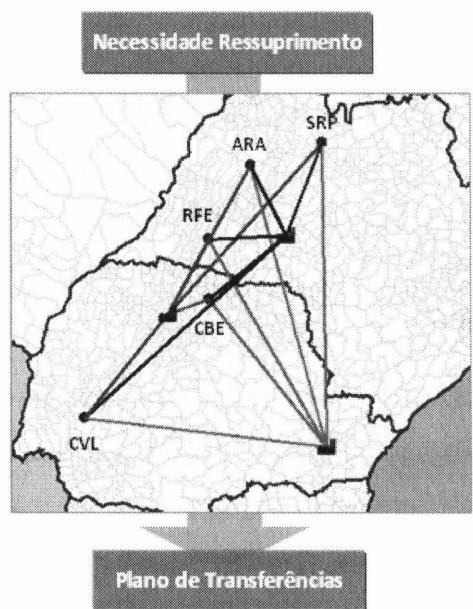 Necessidade Ressuprimento
SRP
ARA
RFE
CBE
CVL
Plano de Transferências